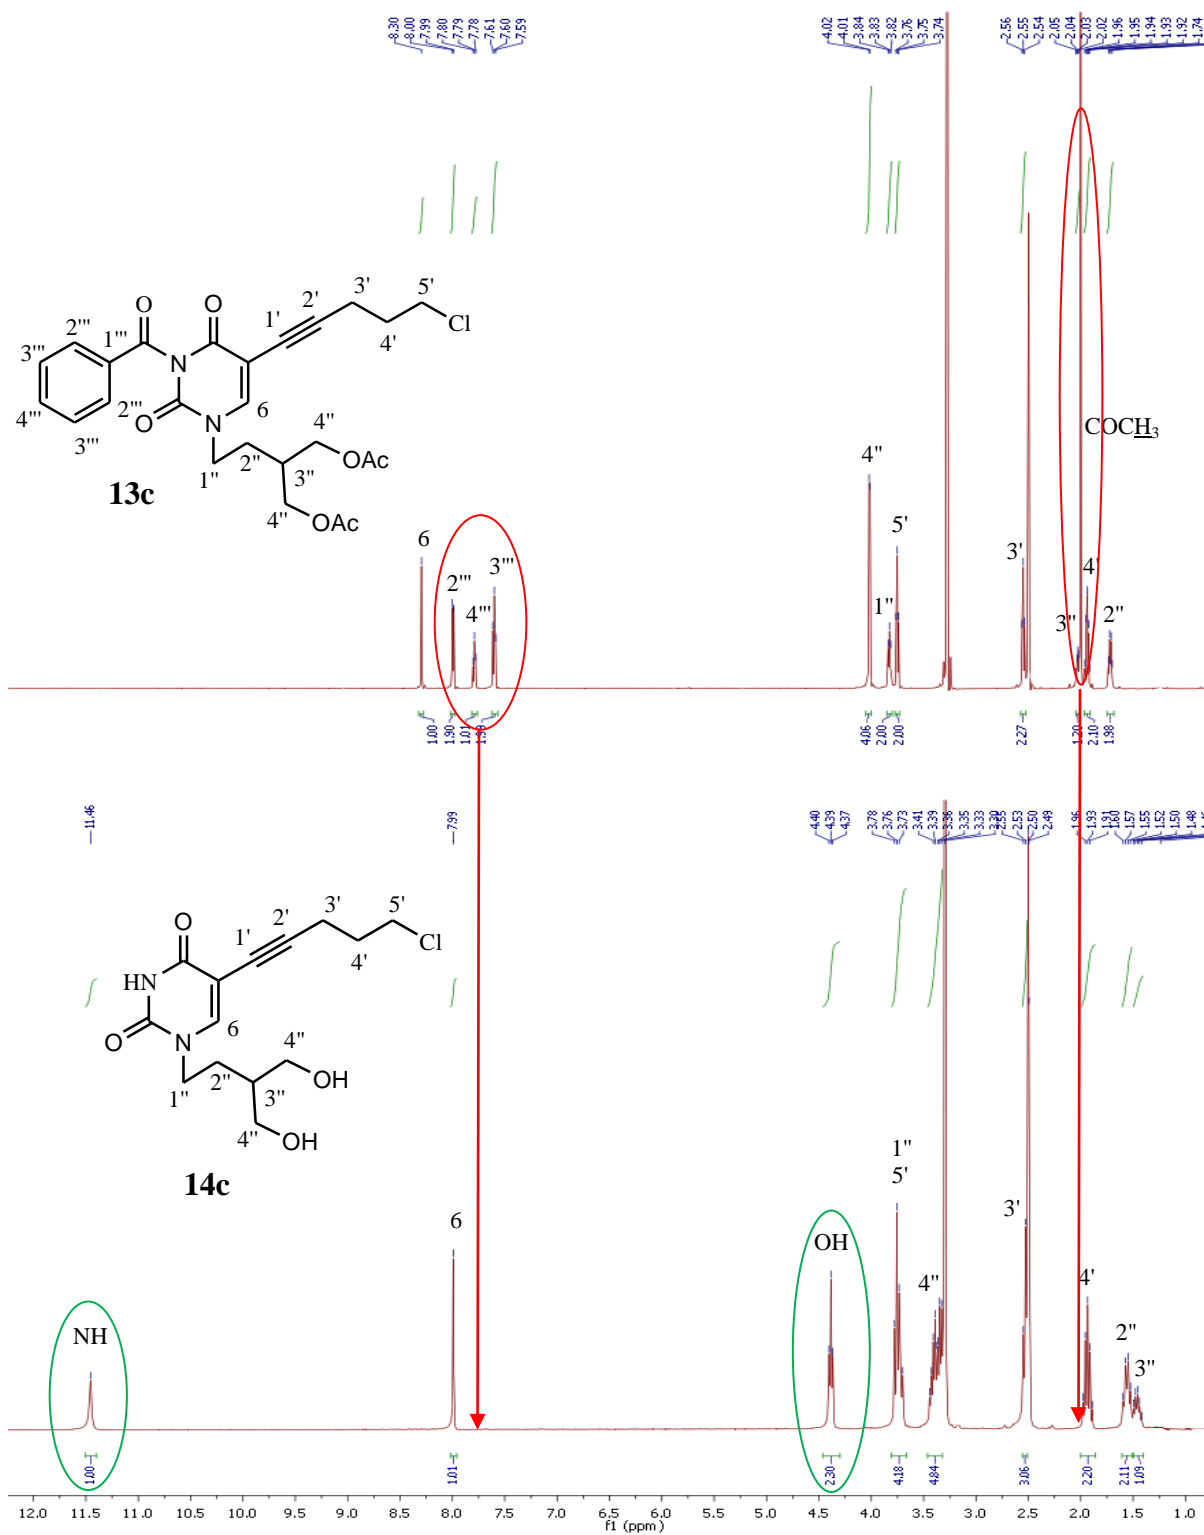 8.30 8.00 7.99 7.80 7.79 7.78 7.61 7.60 7.59 4.02 4.01 3.84 3.83 3.82 3.76 3.75 3.74 2.56 2.55 2.54 2.05 2.04 2.03 2.02 1.96 1.95 1.94 1.93 1.92 1.74
O O 1' 2' 3' 4' 5' Cl
2''' 1''' 3''' 4''' 2''' 3''' N O N 6
1'' 2'' 3'' 4'' OAc 4'' OAc
13c
COCH3
6 2''' 4''' 3''' 4'' 1'' 5' 3' 3'' 4' 2''
1.00 1.90 1.01 4.06 2.00 2.00 2.27 1.20 2.10 1.98
11.46 7.99 4.40 4.39 4.37 3.78 3.76 3.73 3.41 3.39 3.36 3.35 3.33 3.30 2.55 2.53 2.50 2.49 1.96 1.93 1.91 1.60 1.57 1.55 1.52 1.50 1.48
O 1' 2' 3' 4' 5' Cl
HN O N 6
1'' 2'' 3'' 4'' OH 4'' OH
14c
NH 6 OH 1'' 5' 4'' 3' 4' 2'' 3''
1.00 1.01 2.30 4.18 4.84 3.06 2.20 2.11 1.09
12.0 11.5 11.0 10.5 10.0 9.5 9.0 8.5 8.0 7.5 7.0 6.5 6.0 5.5 5.0 4.5 4.0 3.5 3.0 2.5 2.0 1.5 1.0
f1 (ppm)